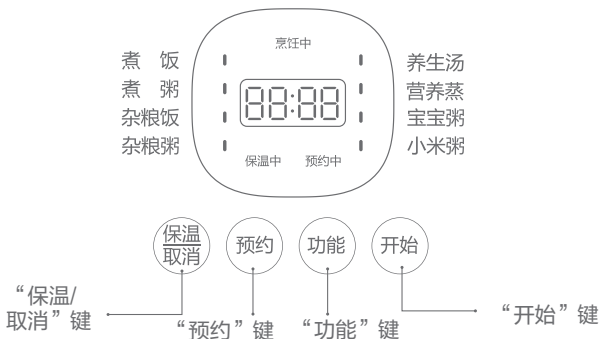 烹饪中
煮 饭
煮 粥
杂粮饭
杂粮粥
88:88
养生汤
营养蒸
宝宝粥
小米粥
保温中 预约中
保温
取消
预约
功能
开始
“保温/
取消”键
“预约”键
“功能”键
“开始”键